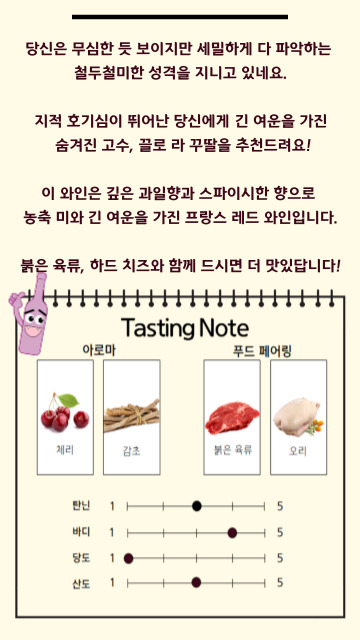 당신은 무심한 듯 보이지만 세밀하게 다 파악하는
철두철미한 성격을 지니고 있네요.
지적 호기심이 뛰어난 당신에게 긴 여운을 가진
숨겨진 고수, 끌로 라 꾸딸을 추천드려요!
이 와인은 깊은 과일향과 스파이시한 향으로
농축 미와 긴 여운을 가진 프랑스 레드 와인입니다.
붉은 육류, 하드 치즈와 함께 드시면 더 맛있답니다!
Tasting Note
아로마 푸드 페어링
체리 감초 붉은 육류 오리
탄닌 1 5
바디 1 5
당도 1 5
산도 1 5